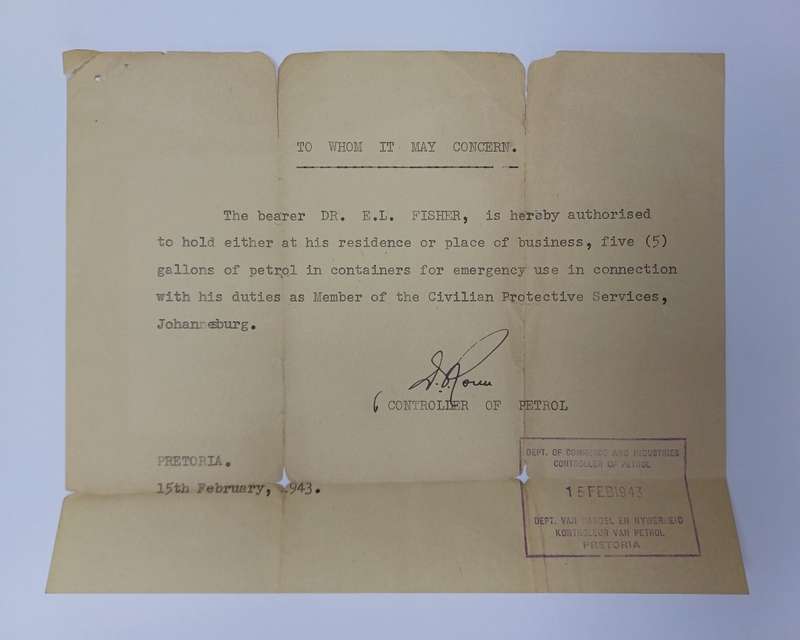 TO WHOM IT MAY CONCERN.
The bearer DR. E.L. FISHER, is hereby authorised
to hold either at his residence or place of business, five (5)
gallons of petrol in containers for emergency use in connection
with his duties as Member of the Civilian Protective Services,
Johannesburg.
CONTROLLER OF PETROL
PRETORIA.
15th February, 1943.
DEPT. OF COMMERCE AND INDUSTRIES
CONTROLLER OF PETROL
15 FEB 1943
DEPT. VAN HANDEL EN NYWERHEID
KONTROLEUR VAN PETROL
PRETORIA